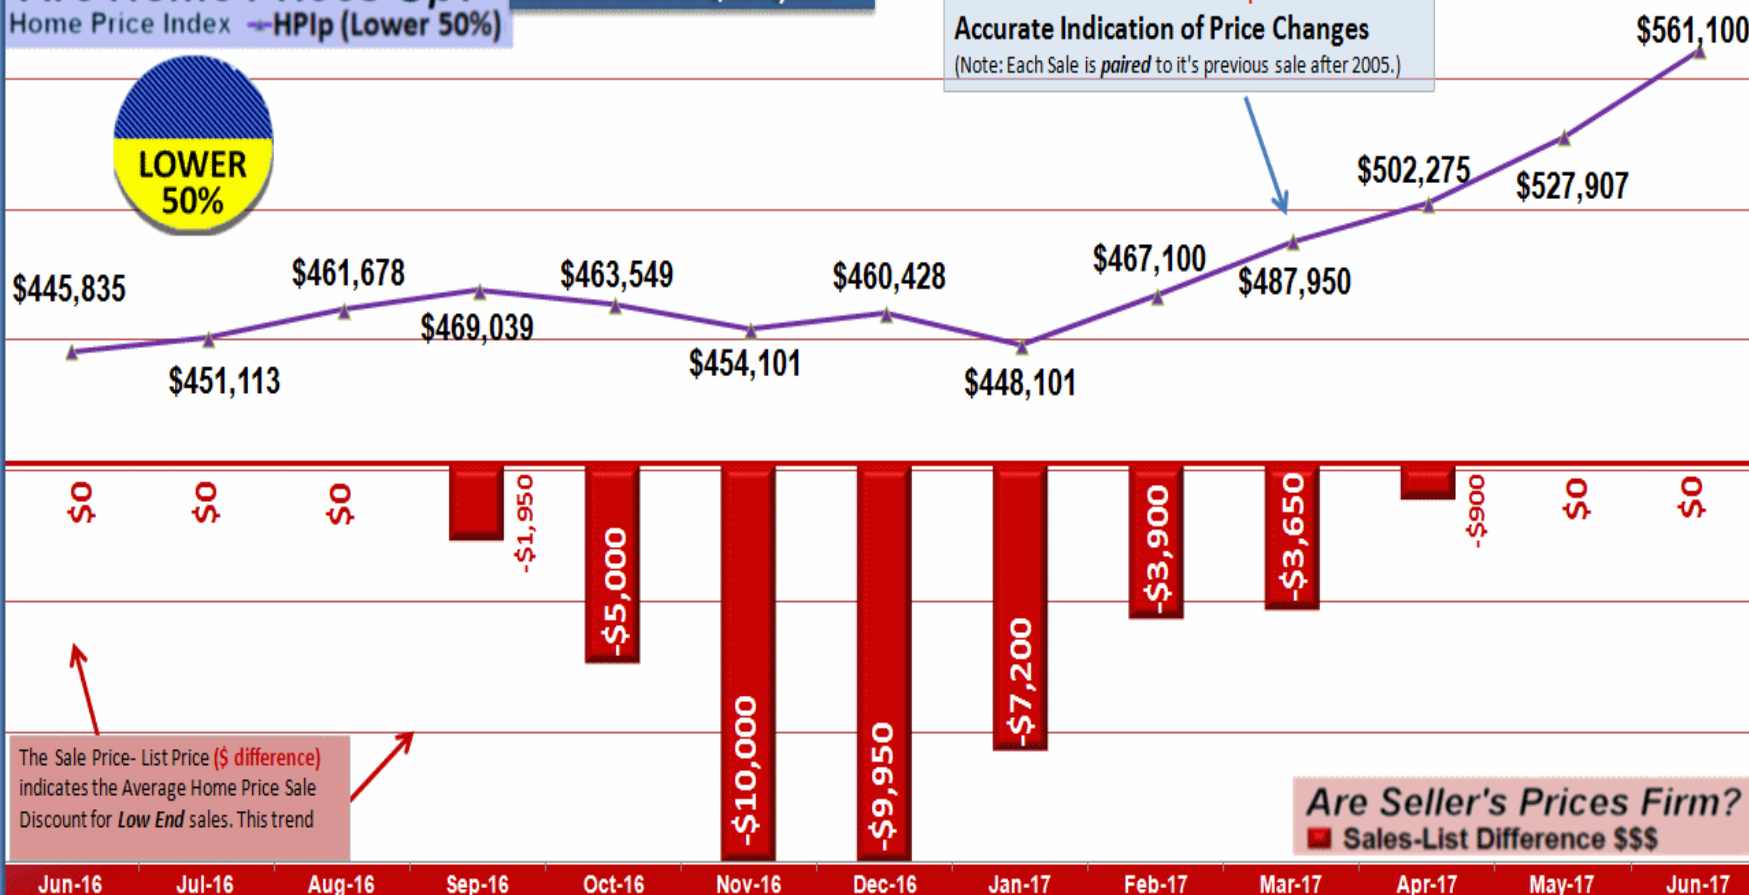 Home Price Index HPIp (Lower 50%)
Accurate Indication of Price Changes
(Note: Each Sale is paired to it's previous sale after 2005.)
LOWER
50%
$445,835
$451,113
$461,678
$469,039
$463,549
$454,101
$460,428
$448,101
$467,100
$487,950
$502,275
$527,907
$561,100
$0
$0
$0
-$1,950
-$5,000
-$10,000
-$9,950
-$7,200
-$3,900
-$3,650
-$900
$0
$0
The Sale Price- List Price ($ difference)
indicates the Average Home Price Sale
Discount for Low End sales. This trend
Are Seller's Prices Firm?
Sales-List Difference $$$
Jun-16 Jul-16 Aug-16 Sep-16 Oct-16 Nov-16 Dec-16 Jan-17 Feb-17 Mar-17 Apr-17 May-17 Jun-17